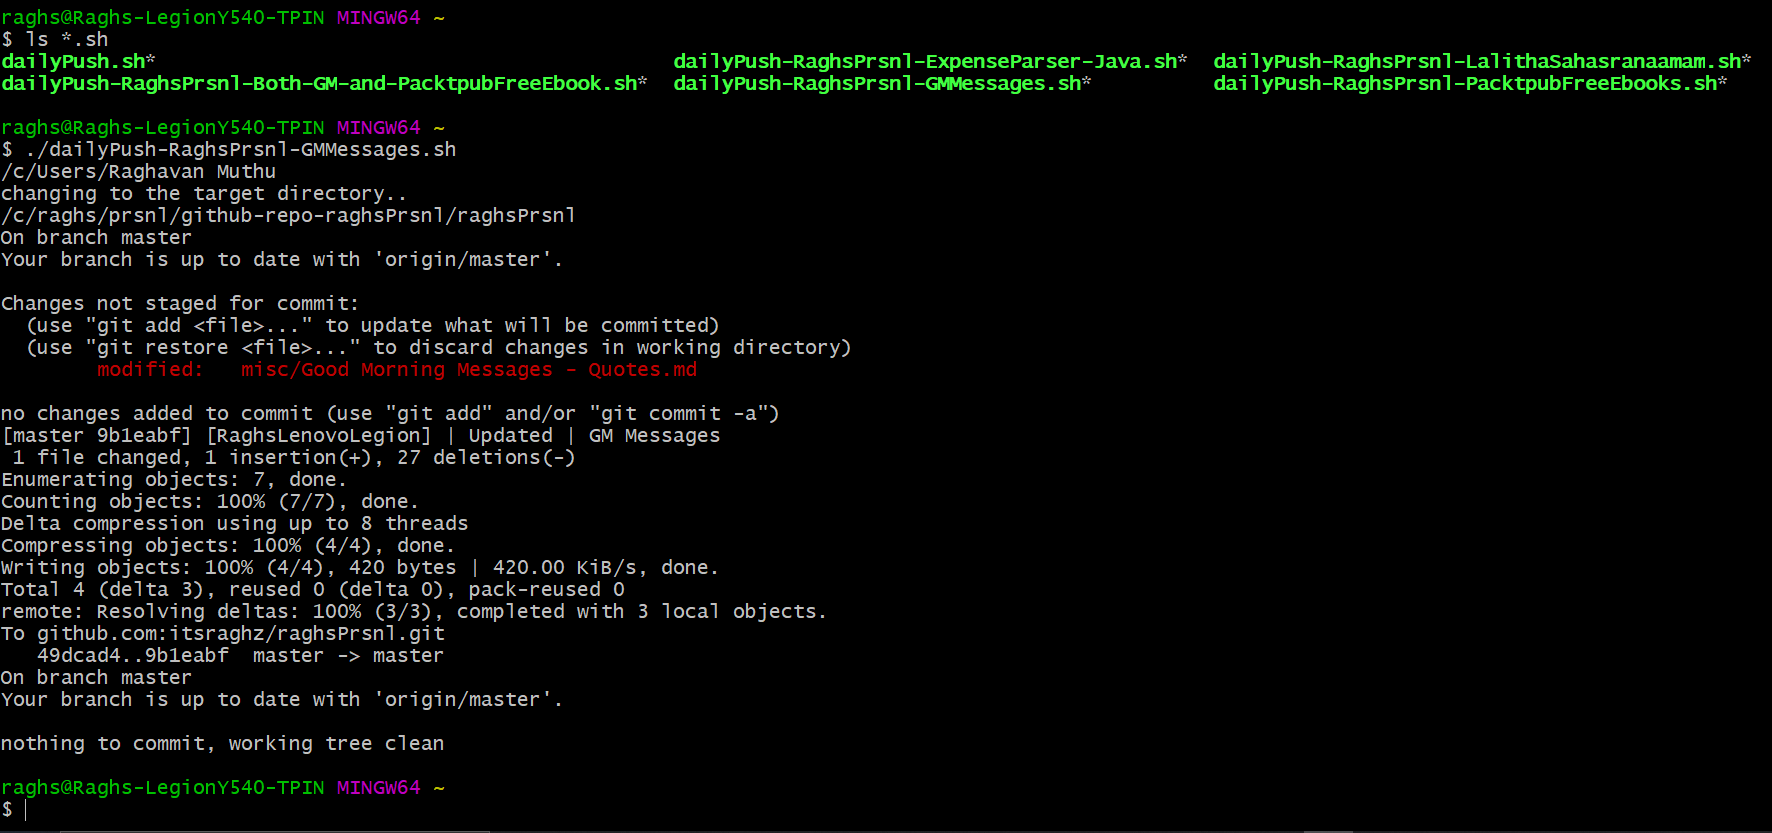 raghs@Raghs-LegionY540-TPIN MINGW64 ~
$ ls *.sh
dailyPush.sh* dailyPush-RaghsPrsnl-ExpenseParser-Java.sh* dailyPush-RaghsPrsnl-LalithaSahasranaamam.sh*
dailyPush-RaghsPrsnl-Both-GM-and-PacktpubFreeEbook.sh* dailyPush-RaghsPrsnl-GMMessages.sh* dailyPush-RaghsPrsnl-PacktpubFreeEbooks.sh*
raghs@Raghs-LegionY540-TPIN MINGW64 ~
$ ./dailyPush-RaghsPrsnl-GMMessages.sh
/c/Users/Raghavan Muthu
changing to the target directory..
/c/raghs/prsnl/github-repo-raghsPrsnl/raghsPrsnl
On branch master
Your branch is up to date with 'origin/master'.
Changes not staged for commit:
(use "git add <file>..." to update what will be committed)
(use "git restore <file>..." to discard changes in working directory)
modified: misc/Good Morning Messages - Quotes.md
no changes added to commit (use "git add" and/or "git commit -a")
[master 9b1eabf] [RaghsLenovoLegion] | Updated | GM Messages
1 file changed, 1 insertion(+), 27 deletions(-)
Enumerating objects: 7, done.
Counting objects: 100% (7/7), done.
Delta compression using up to 8 threads
Compressing objects: 100% (4/4), done.
Writing objects: 100% (4/4), 420 bytes | 420.00 KiB/s, done.
Total 4 (delta 3), reused 0 (delta 0), pack-reused 0
remote: Resolving deltas: 100% (3/3), completed with 3 local objects.
To github.com:itsraghz/raghsPrsnl.git
49dcad4..9b1eabf master -> master
On branch master
Your branch is up to date with 'origin/master'.
nothing to commit, working tree clean
raghs@Raghs-LegionY540-TPIN MINGW64 ~
$